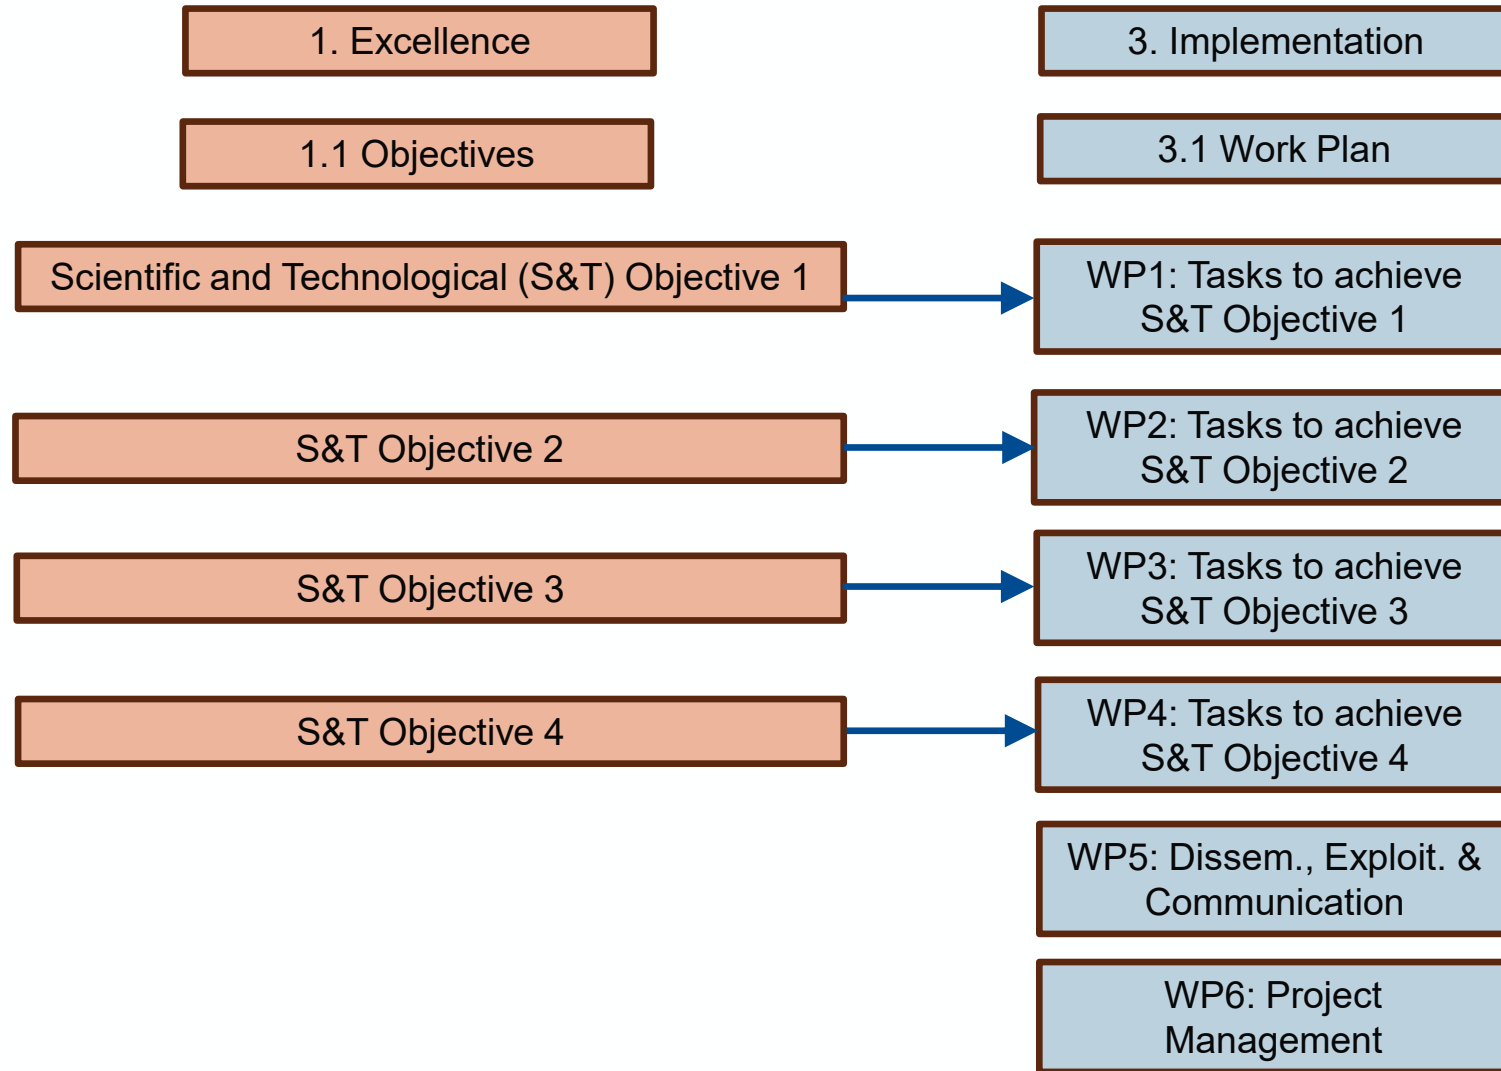 1. Excellence
3. Implementation
1.1 Objectives
3.1 Work Plan
Scientific and Technological (S&T) Objective 1
WP1: Tasks to achieve
S&T Objective 1
S&T Objective 2
WP2: Tasks to achieve
S&T Objective 2
S&T Objective 3
WP3: Tasks to achieve
S&T Objective 3
S&T Objective 4
WP4: Tasks to achieve
S&T Objective 4
WP5: Dissem., Exploit. &
Communication
WP6: Project
Management